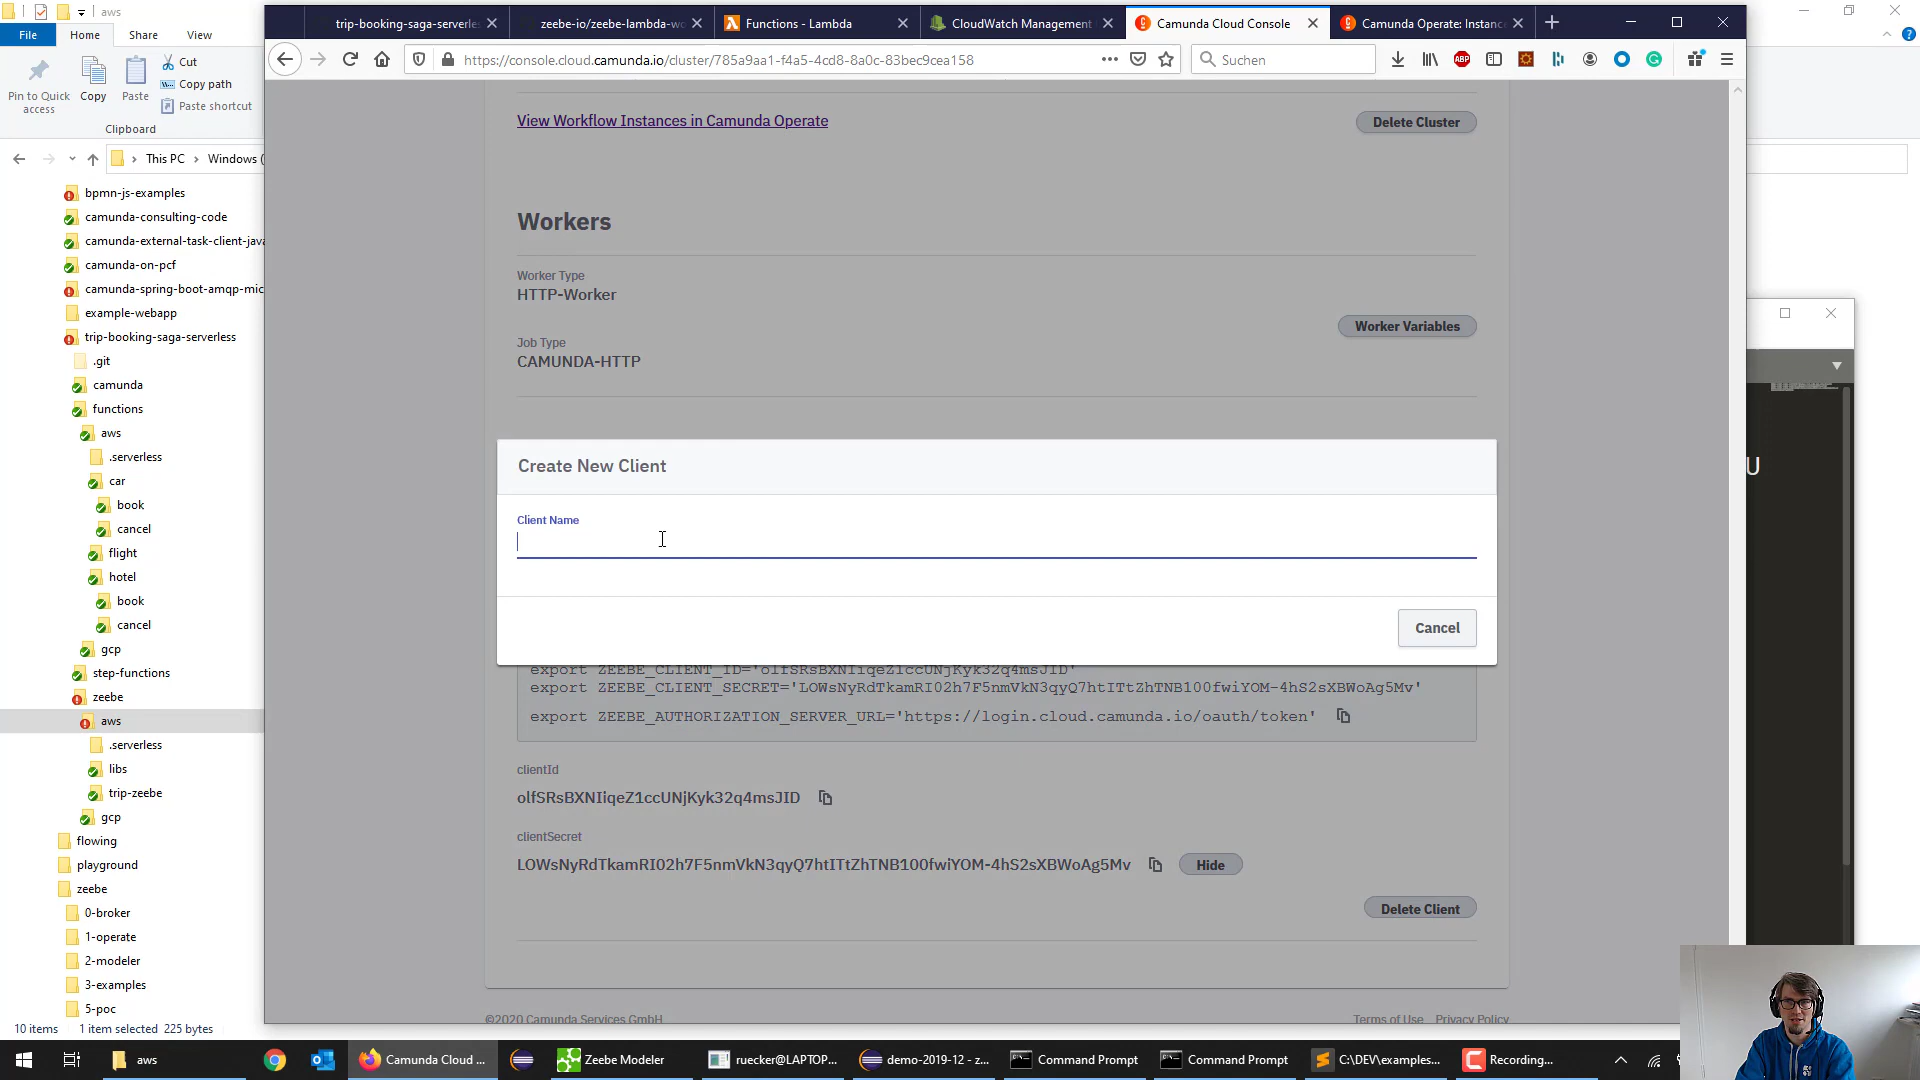 aws
File
Home
Share
View
Pin to Quick
access
Copy
Paste
Cut
Copy path
Paste shortcut
Clipboard
This PC
Windows (
bpmn-js-examples
camunda-consulting-code
camunda-external-task-client-java
camunda-on-pcf
camunda-spring-boot-amqp-mic
example-webapp
trip-booking-saga-serverless
.git
camunda
functions
aws
.serverless
car
book
cancel
flight
hotel
book
cancel
gcp
step-functions
zeebe
aws
.serverless
libs
trip-zeebe
gcp
flowing
playground
zeebe
0-broker
1-operate
2-modeler
3-examples
5-poc
10 items
1 item selected 225 bytes
trip-booking-saga-serverles
zeebe-io/zeebe-lambda-wo
Functions - Lambda
CloudWatch Management
Camunda Cloud Console
Camunda Operate: Instance
https://console.cloud.camunda.io/cluster/785a9aa1-f4a5-4cd8-8a0c-83bec9cea158
Suchen
ABP
View Workflow Instances in Camunda Operate
Delete Cluster
Workers
Worker Type
HTTP-Worker
Worker Variables
Job Type
CAMUNDA-HTTP
Create New Client
Client Name
Cancel
export ZEEBE_CLIENT_ID='olfSRsBXNIiqeZ1ccUNjKyk32q4msJID'
export ZEEBE_CLIENT_SECRET='LOWsNyRdTkamRI02h7F5nmVkN3qyQ7htITtZhTNB100fwiYOM-4hS2sXBWoAg5Mv'
export ZEEBE_AUTHORIZATION_SERVER_URL='https://login.cloud.camunda.io/oauth/token'
clientId
olfSRsBXNIiqeZ1ccUNjKyk32q4msJID
clientSecret
LOWsNyRdTkamRI02h7F5nmVkN3qyQ7htITtZhTNB100fwiYOM-4hS2sXBWoAg5Mv
Hide
Delete Client
©2020 Camunda Services GmbH
Terms of Use
Privacy Policy
U
aws
Camunda Cloud ...
Zeebe Modeler
ruecker@LAPTOP...
demo-2019-12 - z...
Command Prompt
Command Prompt
C:\DEV\examples...
Recording...